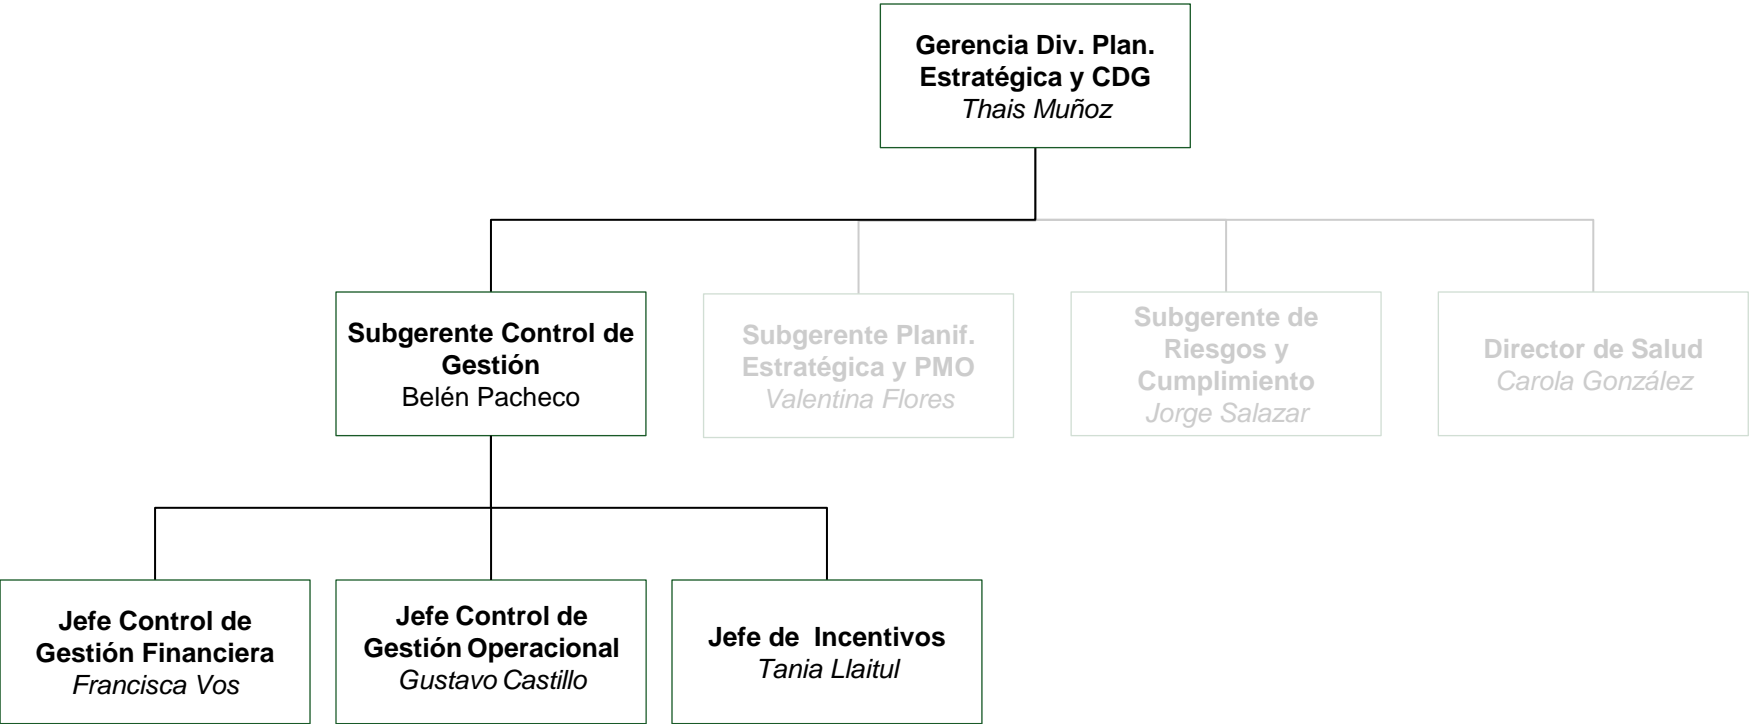 Gerencia Div. Plan.
Estratégica y CDG
Thais Muñoz
Subgerente Control de
Gestión
Belén Pacheco
Subgerente Planif.
Estratégica y PMO
Valentina Flores
Subgerente de
Riesgos y
Cumplimiento
Jorge Salazar
Director de Salud
Carola González
Jefe Control de
Gestión Financiera
Francisca Vos
Jefe Control de
Gestión Operacional
Gustavo Castillo
Jefe de Incentivos
Tania Llaitul